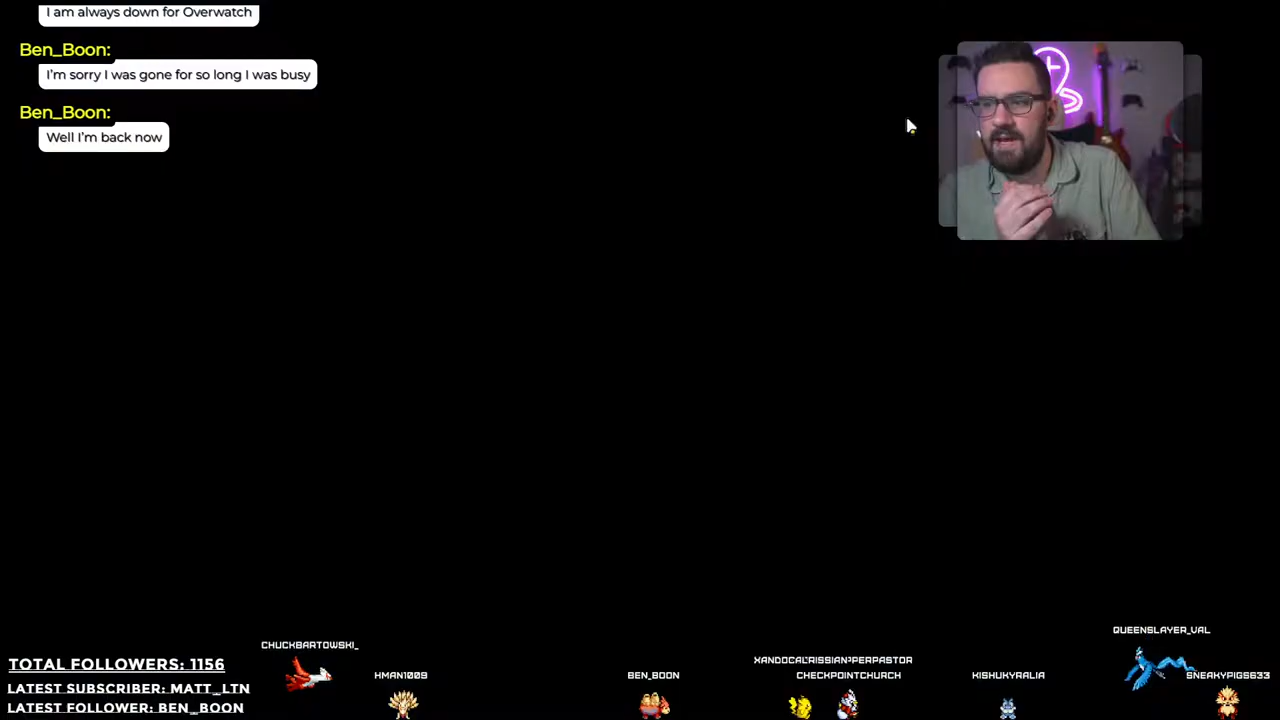 I am always down for Overwatch
Ben_Boon:
I'm sorry I was gone for so long I was busy
Ben_Boon:
Well I'm back now
QUEENSLAYER_VAL
CHUCKBARTOWSKI_
TOTAL FOLLOWERS: 1156
HMAN1009
BEN_BOON
CHECKPOINTCHURCH
KISHUKYRALIA
SNEAKYPIGS633
LATEST SUBSCRIBER: MATT_LTN
LATEST FOLLOWER: BEN_BOON